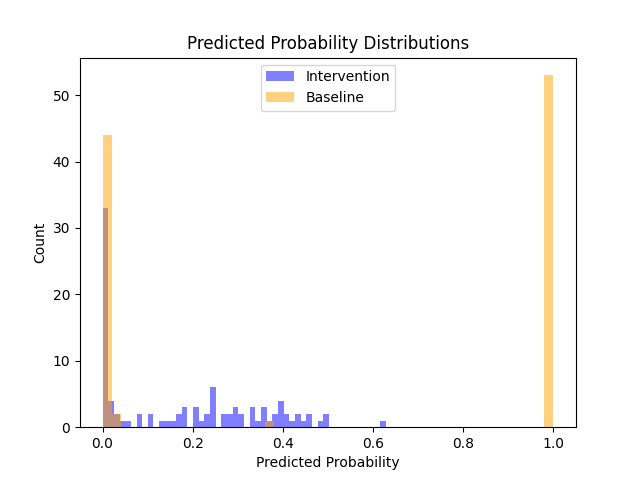 Predicted Probability Distributions
Intervention
Baseline
Count
50
40
30
20
10
0
0.0 0.2 0.4 0.6 0.8 1.0
Predicted Probability